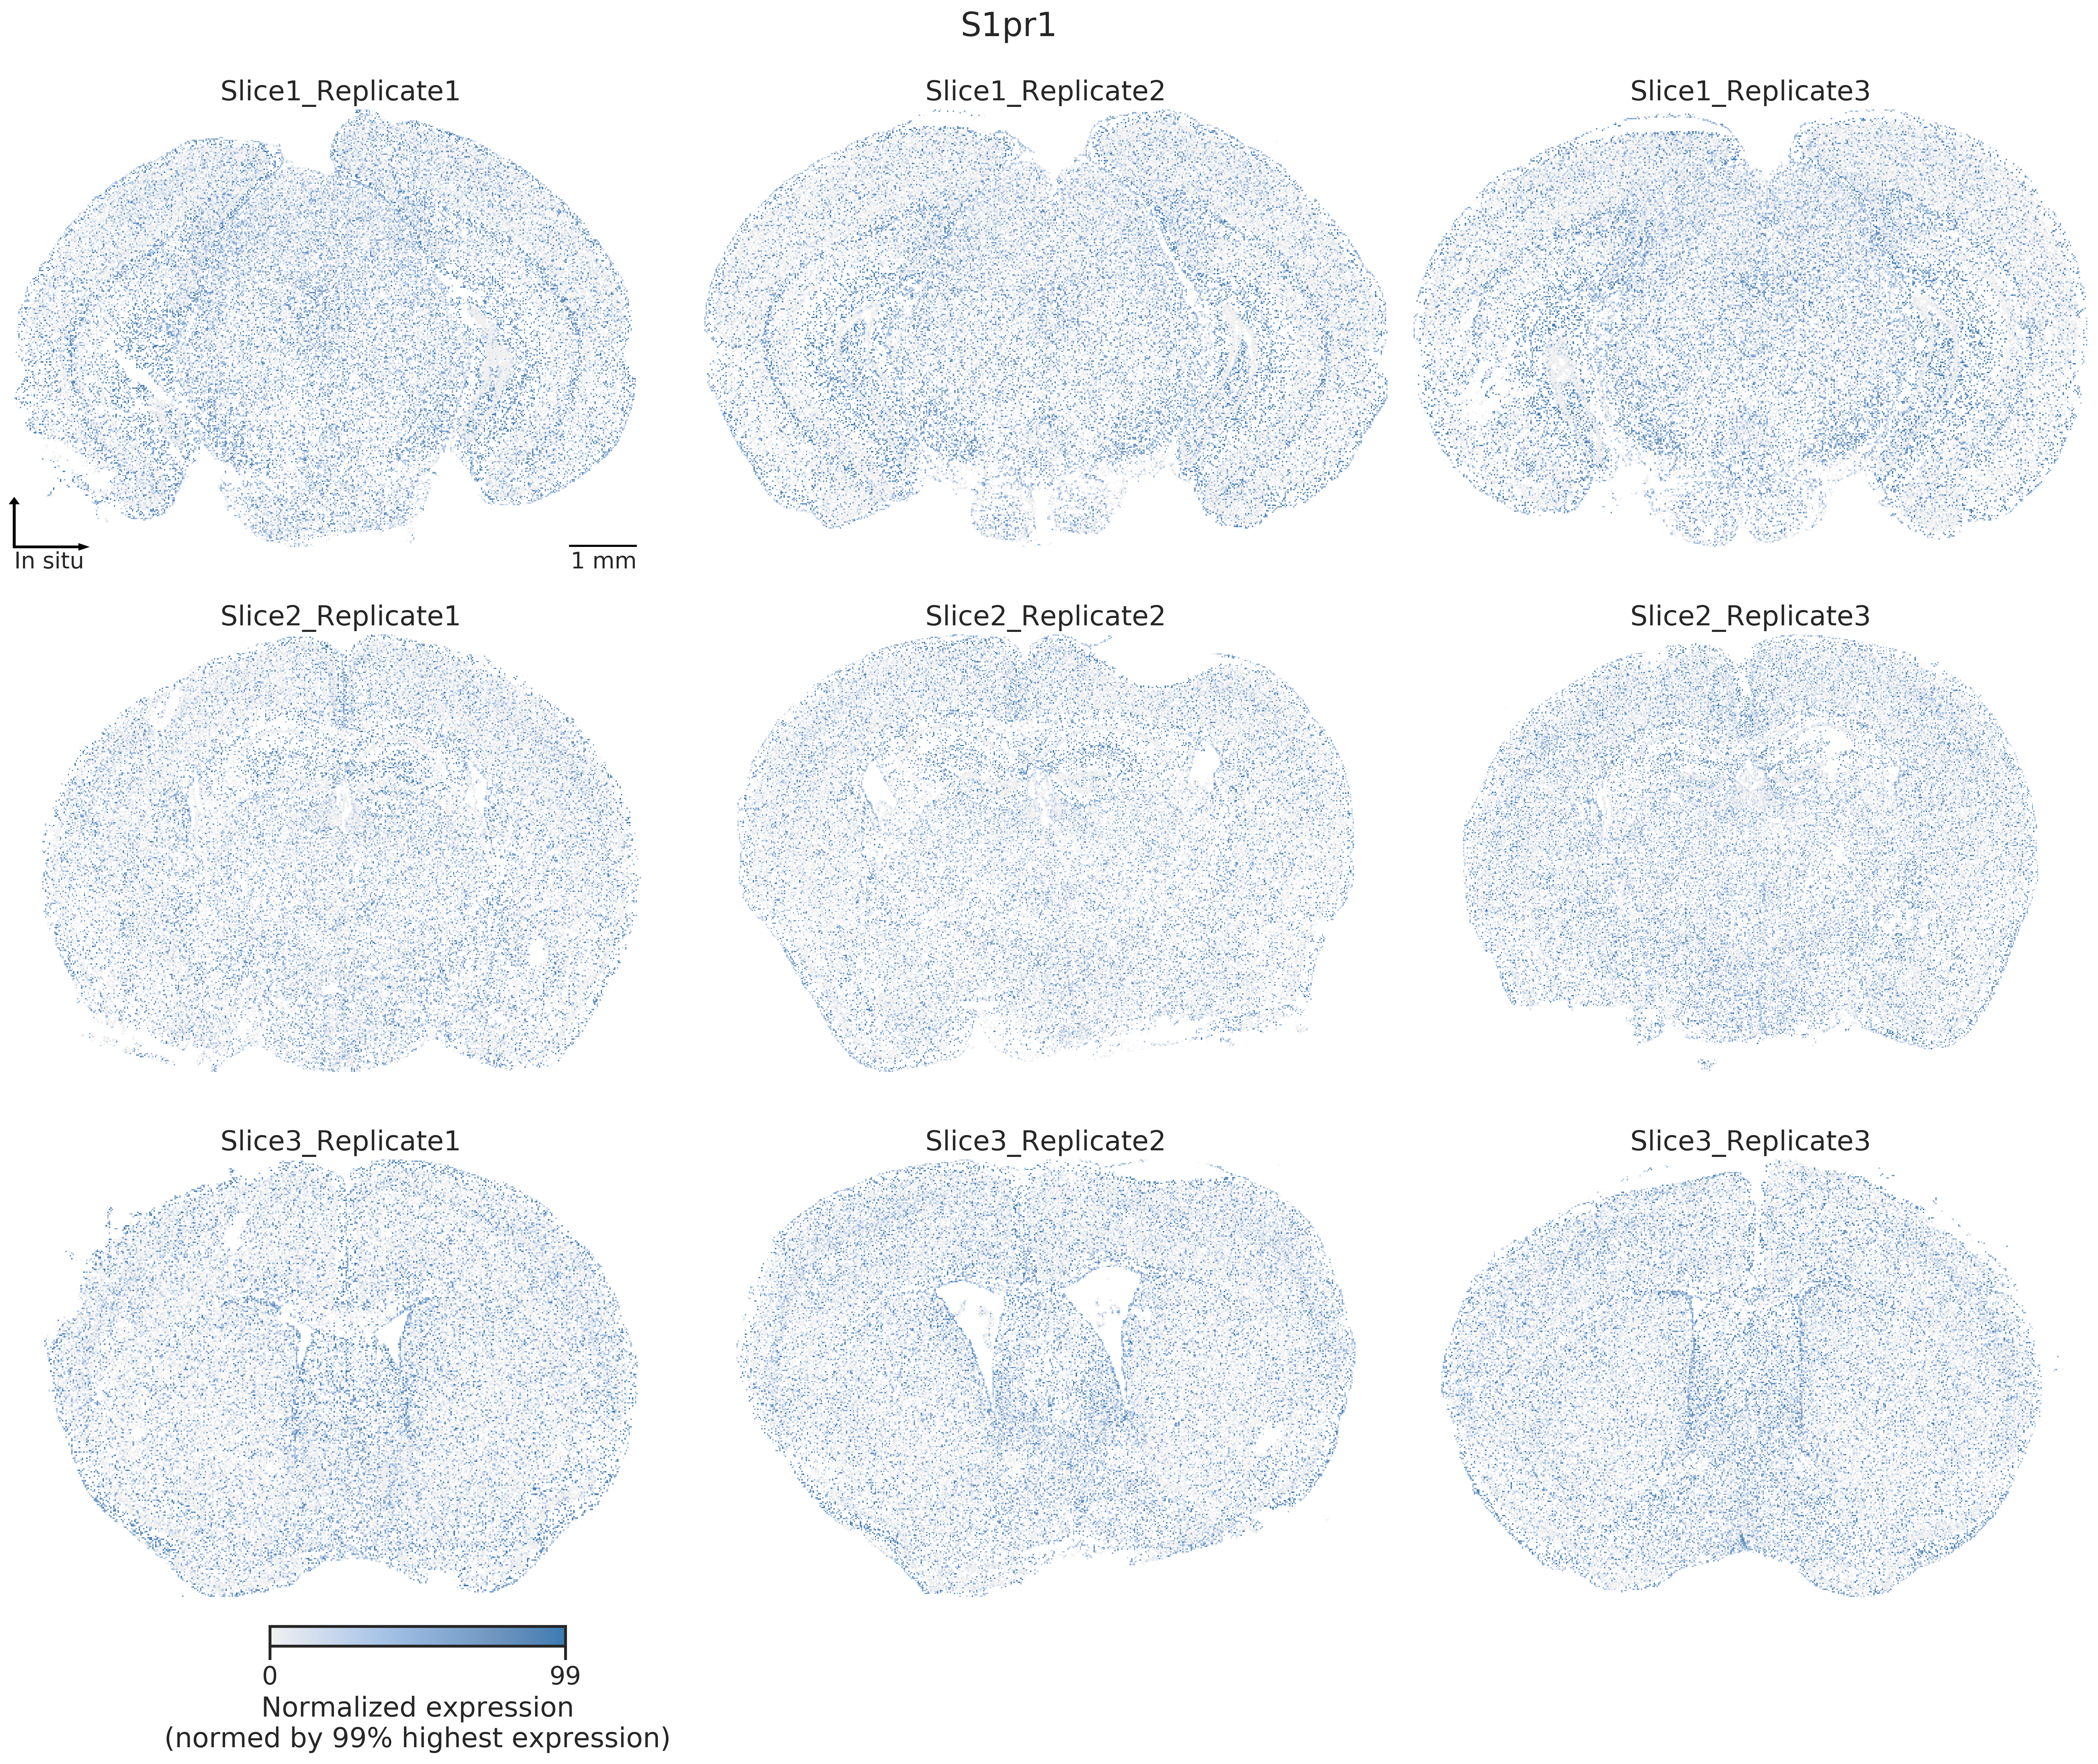 S1pr1
Slice1_Replicate1
Slice1_Replicate2
Slice1_Replicate3
In situ
1 mm
Slice2_Replicate1
Slice2_Replicate2
Slice2_Replicate3
Slice3_Replicate1
Slice3_Replicate2
Slice3_Replicate3
0
99
Normalized expression
(normed by 99% highest expression)